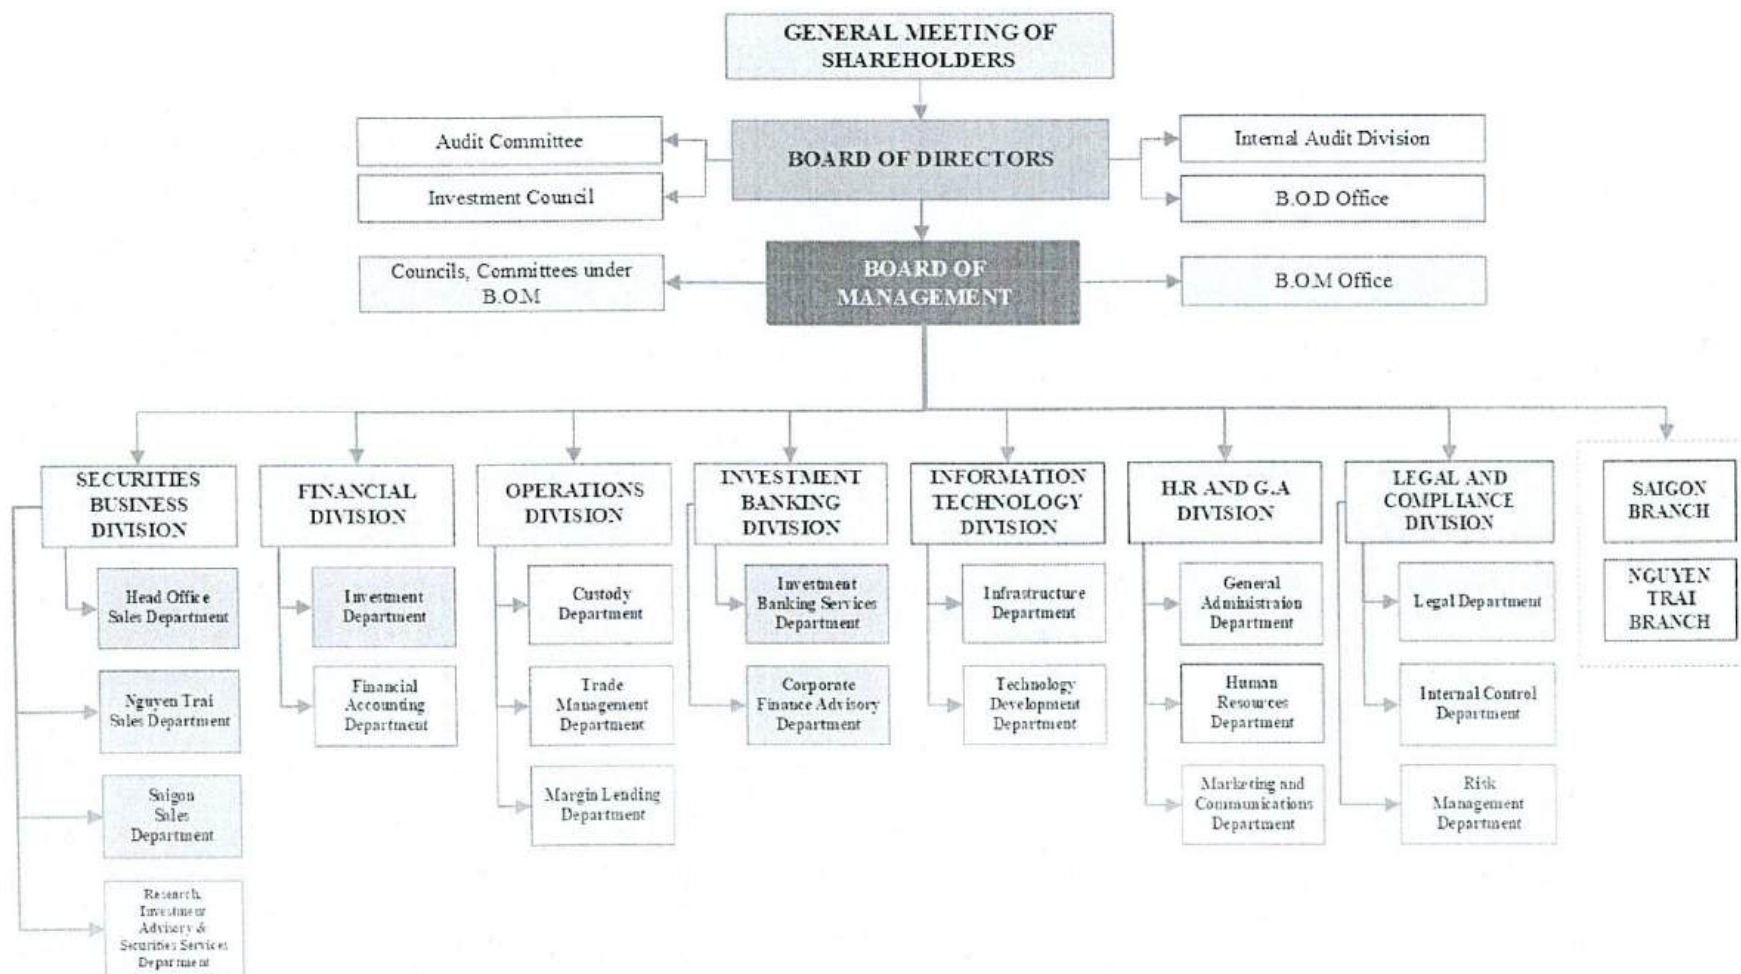 GENERAL MEETING OF
SHAREHOLDERS
Audit Committee
Investment Council
BOARD OF DIRECTORS
Internal Audit Division
B.O.D Office
Councils, Committees under
B.O.M
BOARD OF
MANAGEMENT
B.O.M Office
SECURITIES
BUSINESS
DIVISION
Head Office
Sales Department
Nguyen Trai
Sales Department
Saigon
Sales
Department
Research,
Investment
Advisory &
Securities Services
Department
FINANCIAL
DIVISION
Investment
Department
Financial
Accounting
Department
OPERATIONS
DIVISION
Custody
Department
Trade
Management
Department
Margin Lending
Department
INVESTMENT
BANKING
DIVISION
Investment
Banking Services
Department
Corporate
Finance Advisory
Department
INFORMATION
TECHNOLOGY
DIVISION
Infrastructure
Department
Technology
Development
Department
H.R AND G.A
DIVISION
General
Administraion
Department
Human
Resources
Department
Marketing and
Communications
Department
LEGAL AND
COMPLIANCE
DIVISION
Legal Department
Internal Control
Department
Risk
Management
Department
SAIGON
BRANCH
NGUYEN
TRAI
BRANCH